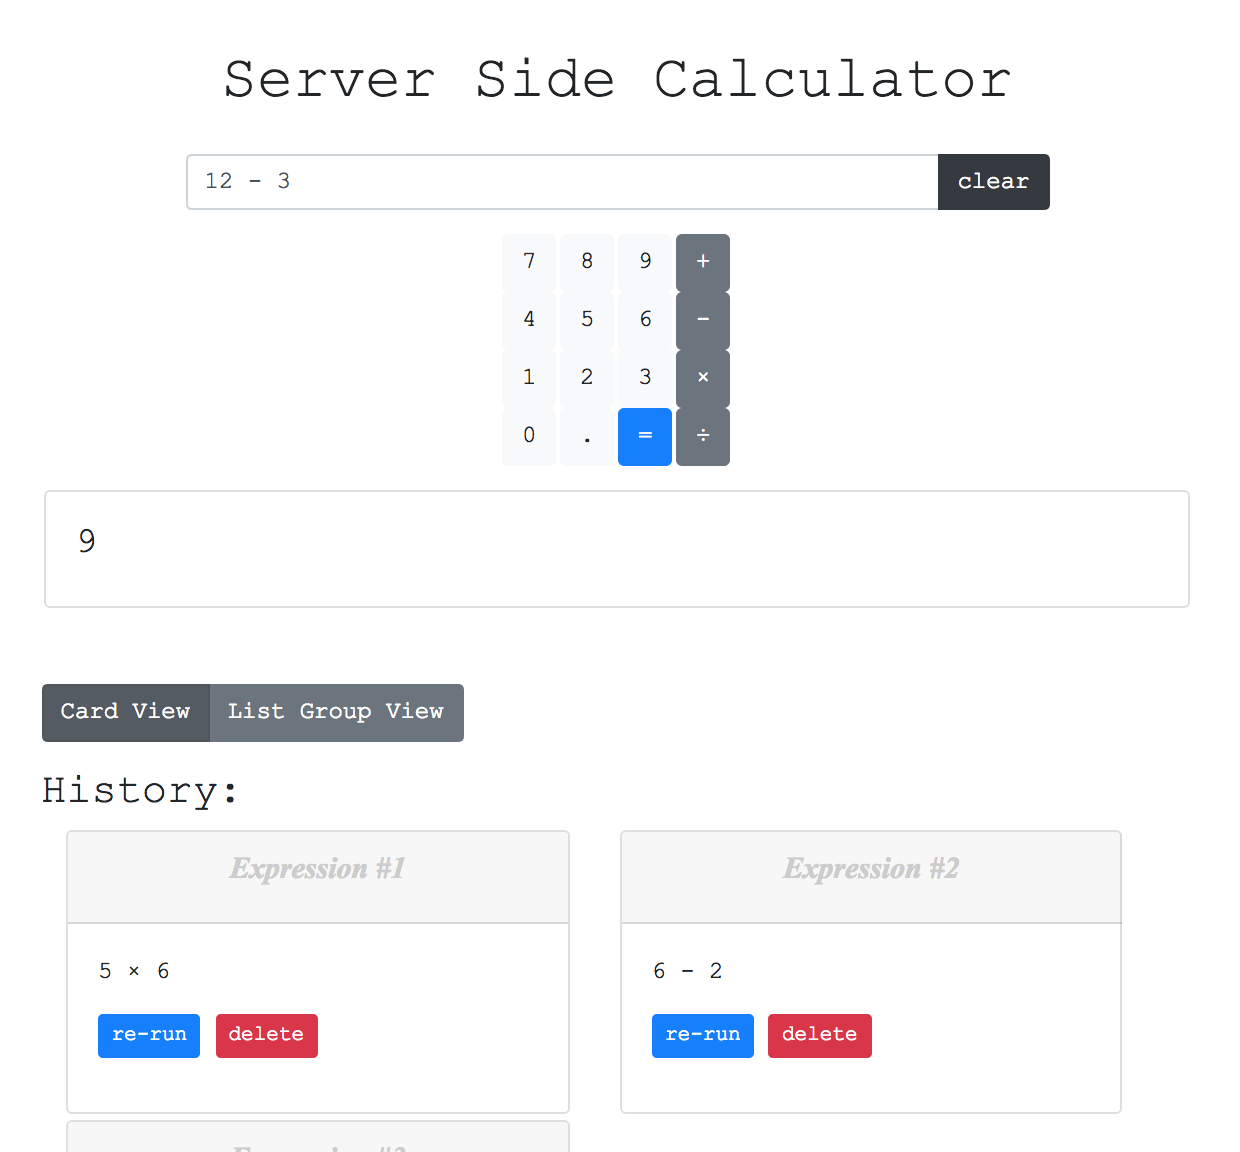 Server Side Calculator
12 - 3 clear
7 8 9 +
4 5 6 -
1 2 3 ×
0 . = ÷
9
Card View List Group View
History:
Expression #1
5 × 6
re-run delete
Expression #2
6 - 2
re-run delete